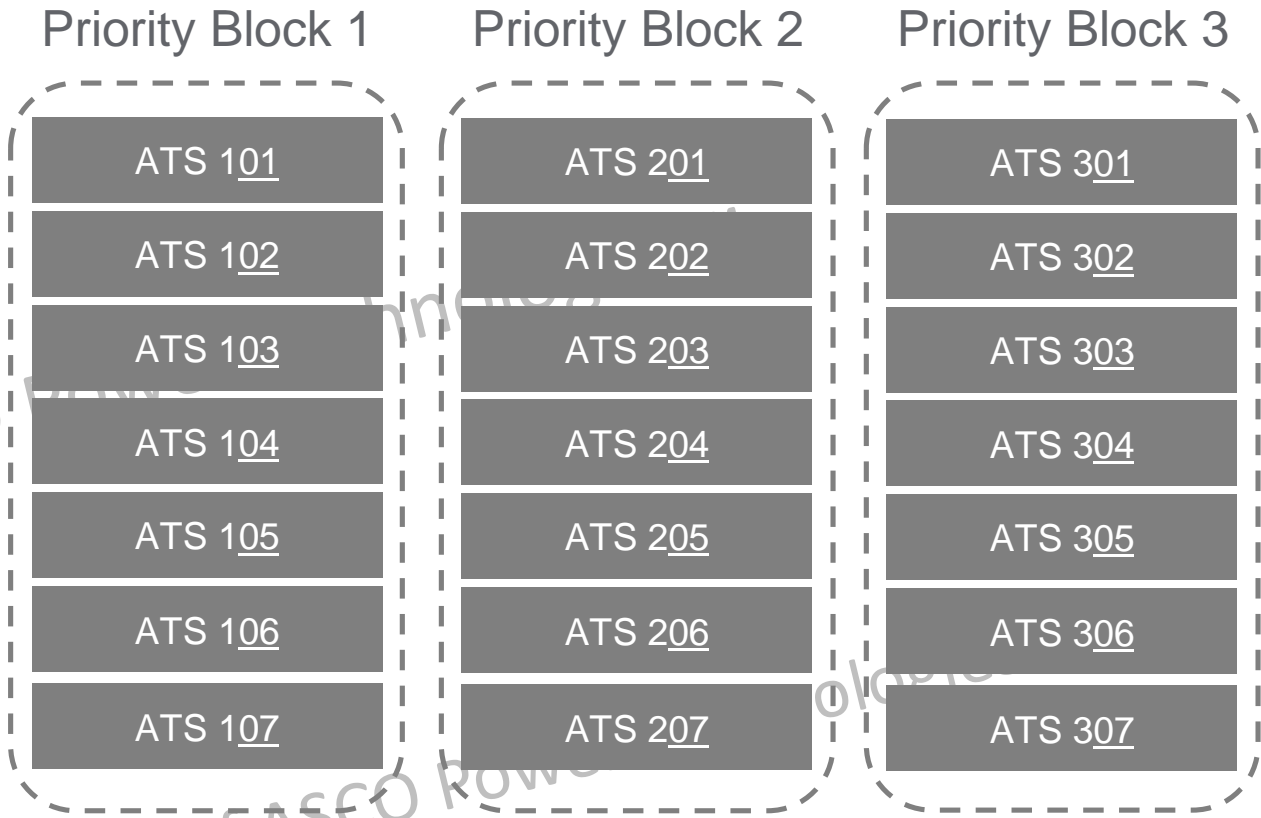 Priority Block 1
ATS 101
ATS 102
ATS 103
ATS 104
ATS 105
ATS 106
ATS 107
Priority Block 2
ATS 201
ATS 202
ATS 203
ATS 204
ATS 205
ATS 206
ATS 207
Priority Block 3
ATS 301
ATS 302
ATS 303
ATS 304
ATS 305
ATS 306
ATS 307
ASCO